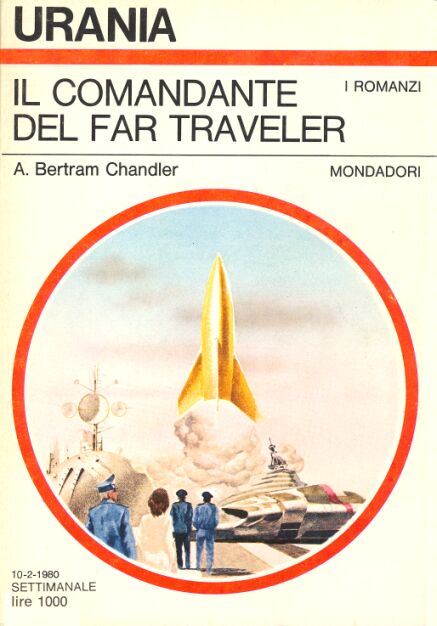 URANIA
IL COMANDANTE
DEL FAR TRAVELER
I ROMANZI
A. Bertram Chandler
MONDADORI
10-2-1980
SETTIMANALE
lire 1000